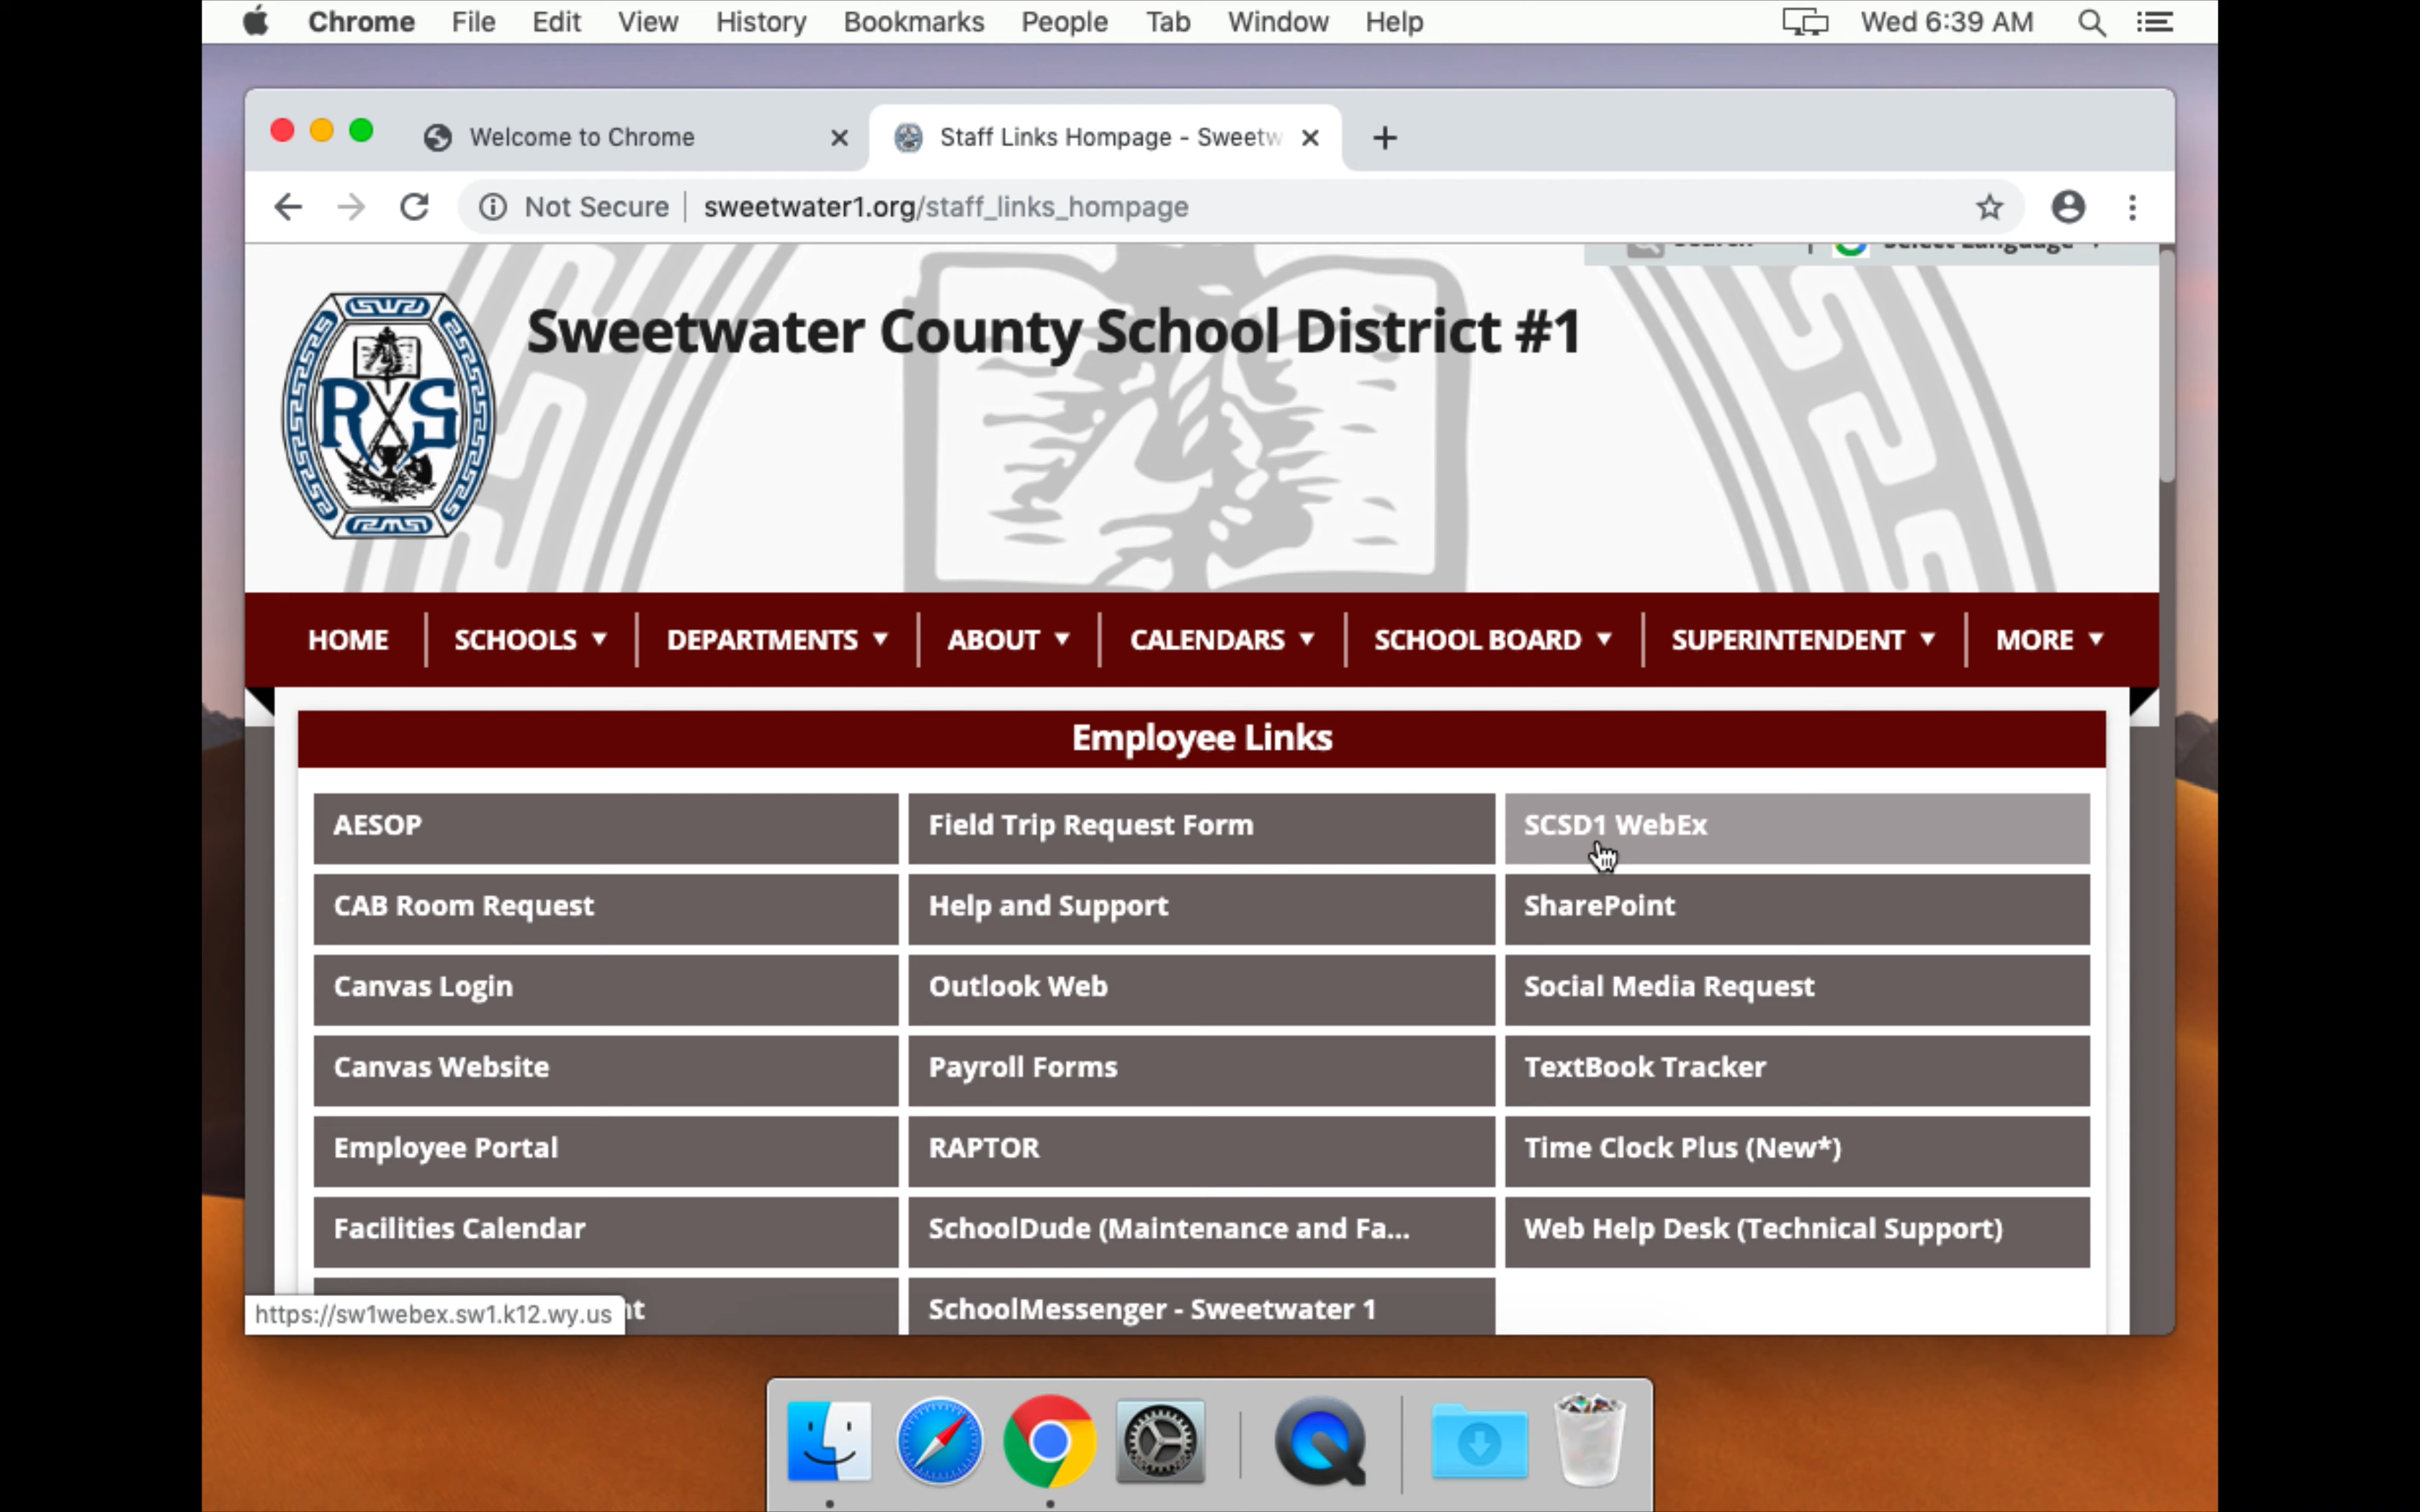 Chrome File Edit View History Bookmarks People Tab Window Help Wed 6:39 AM
Welcome to Chrome Staff Links Hompage - Sweetw
Not Secure sweetwater1.org/staff_links_hompage
Select Language
Sweetwater County School District #1
RS
HOME SCHOOLS DEPARTMENTS ABOUT CALENDARS SCHOOL BOARD SUPERINTENDENT MORE
Employee Links
AESOP Field Trip Request Form SCSD1 WebEx
CAB Room Request Help and Support SharePoint
Canvas Login Outlook Web Social Media Request
Canvas Website Payroll Forms TextBook Tracker
Employee Portal RAPTOR Time Clock Plus (New*)
Facilities Calendar SchoolDude (Maintenance and Fa... Web Help Desk (Technical Support)
SchoolMessenger - Sweetwater 1
https://sw1webex.sw1.k12.wy.us